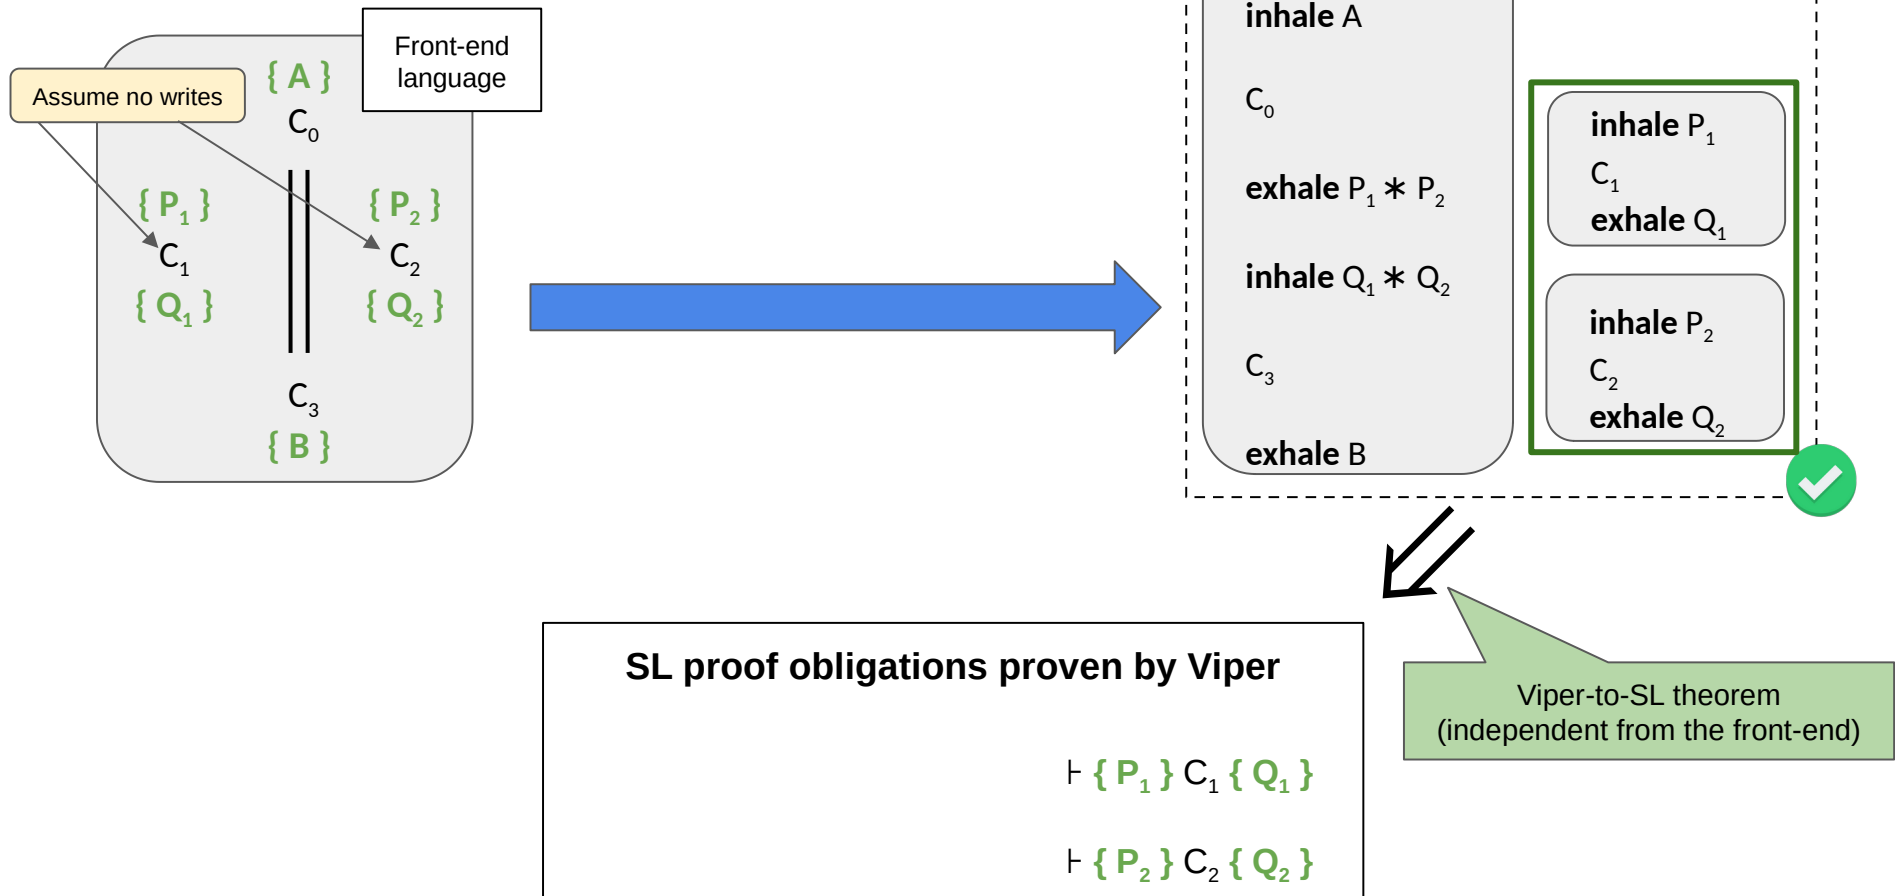 Front-end
language
Assume no writes
{ A }
C₀
{ P₁ }
{ P₂ }
C₁
C₂
{ Q₁ }
{ Q₂ }
C₃
{ B }
inhale A
C₀
exhale P₁ ∗ P₂
inhale Q₁ ∗ Q₂
C₃
exhale B
inhale P₁
C₁
exhale Q₁
inhale P₂
C₂
exhale Q₂
SL proof obligations proven by Viper
⊦ { P₁ } C₁ { Q₁ }
⊦ { P₂ } C₂ { Q₂ }
Viper-to-SL theorem
(independent from the front-end)